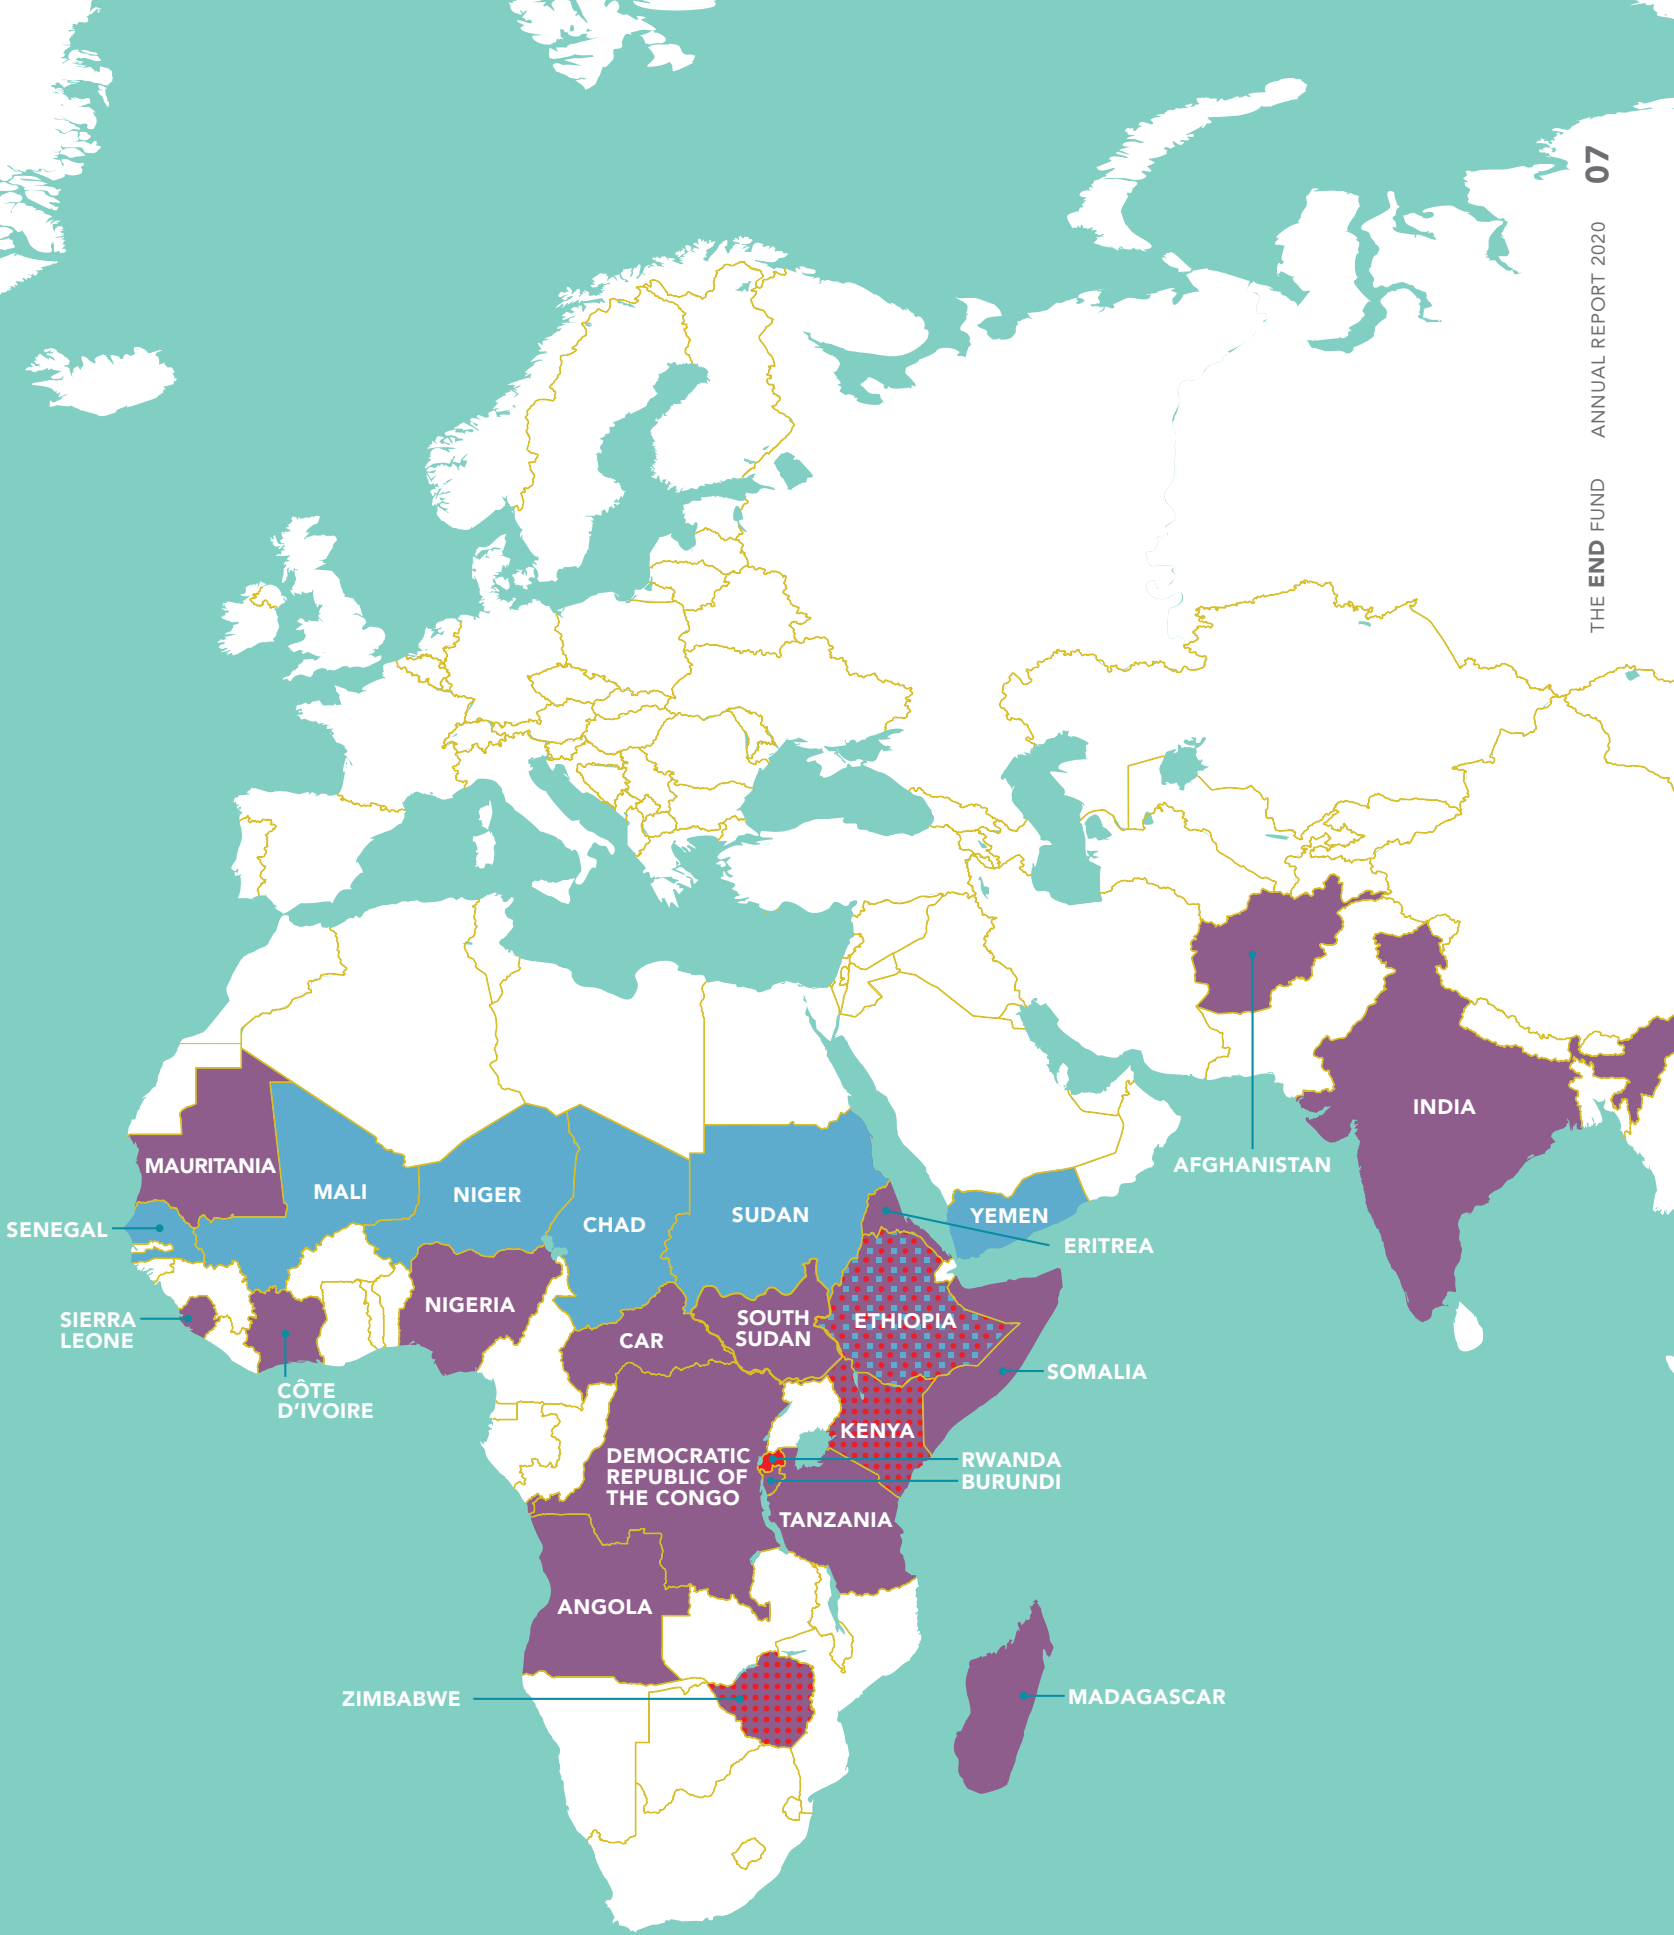 THE END FUND ANNUAL REPORT 2020 07
MAURITANIA
MALI
NIGER
CHAD
SUDAN
YEMEN
ERITREA
SENEGAL
AFGHANISTAN
INDIA
SIERRA
LEONE
CÔTE
D’IVOIRE
NIGERIA
CAR
SOUTH
SUDAN
ETHIOPIA
SOMALIA
KENYA
DEMOCRATIC
REPUBLIC OF
THE CONGO
RWANDA
BURUNDI
TANZANIA
ANGOLA
ZIMBABWE
MADAGASCAR